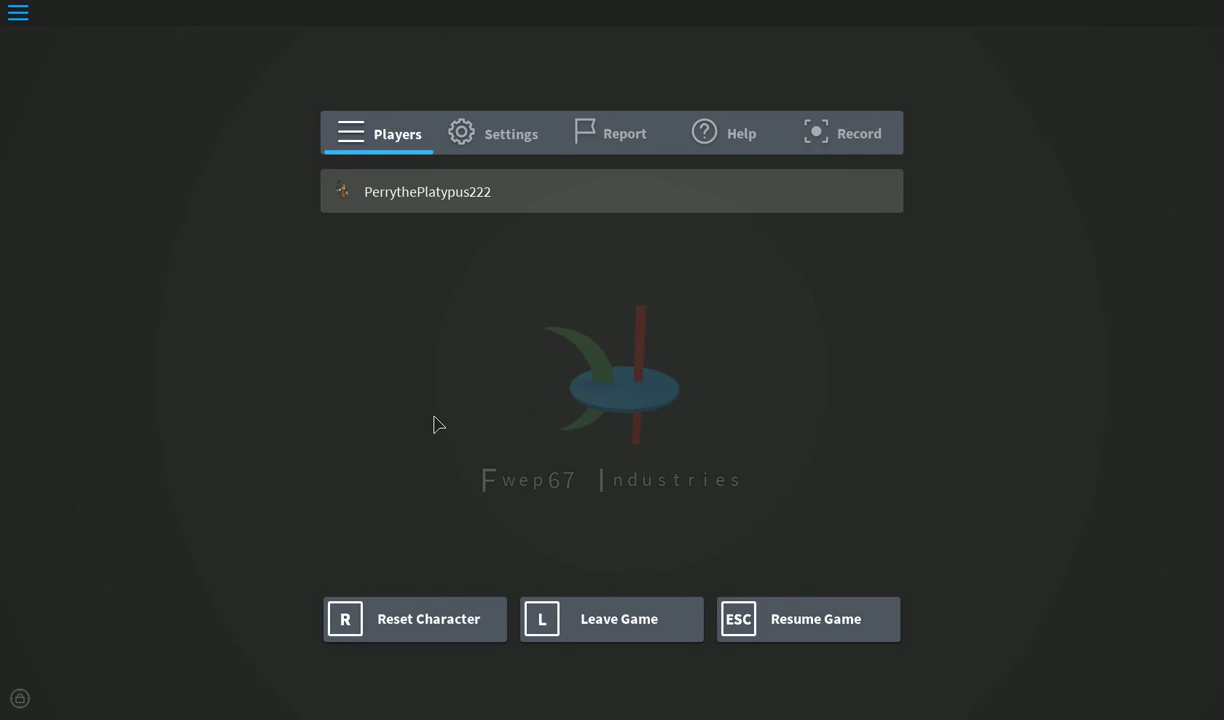 Players Settings Report Help Record
PerrythePlatypus222
Fwep67 Industries
R Reset Character L Leave Game ESC Resume Game